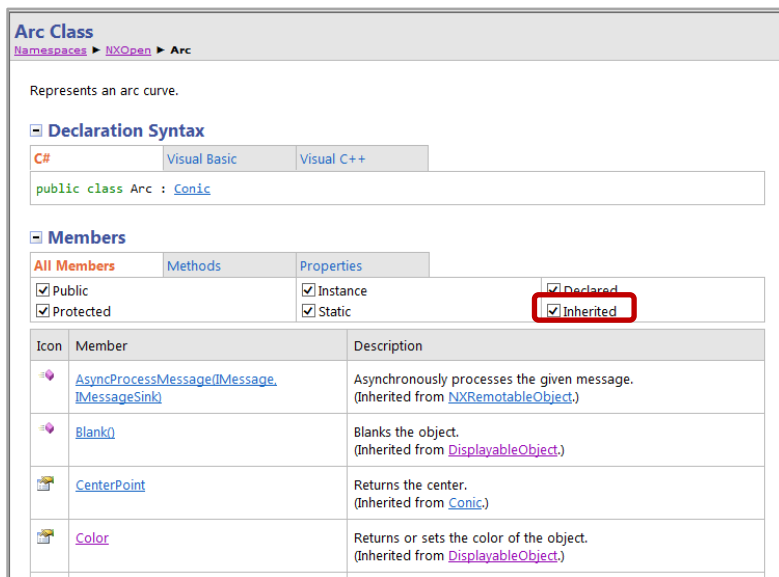 Arc Class
Namespaces ► NXOpen ► Arc
Represents an arc curve.
Declaration Syntax
C# Visual Basic Visual C++
public class Arc : Conic
Members
All Members Methods Properties
Public Instance Declared
Protected Static Inherited
Icon Member Description
AsyncProcessMessage(IMessage, Asynchronously processes the given message.
IMessageSink) (Inherited from NXRemotableObject.)
Blank() Blanks the object.
(Inherited from DisplayableObject.)
CenterPoint Returns the center.
(Inherited from Conic.)
Color Returns or sets the color of the object.
(Inherited from DisplayableObject.)